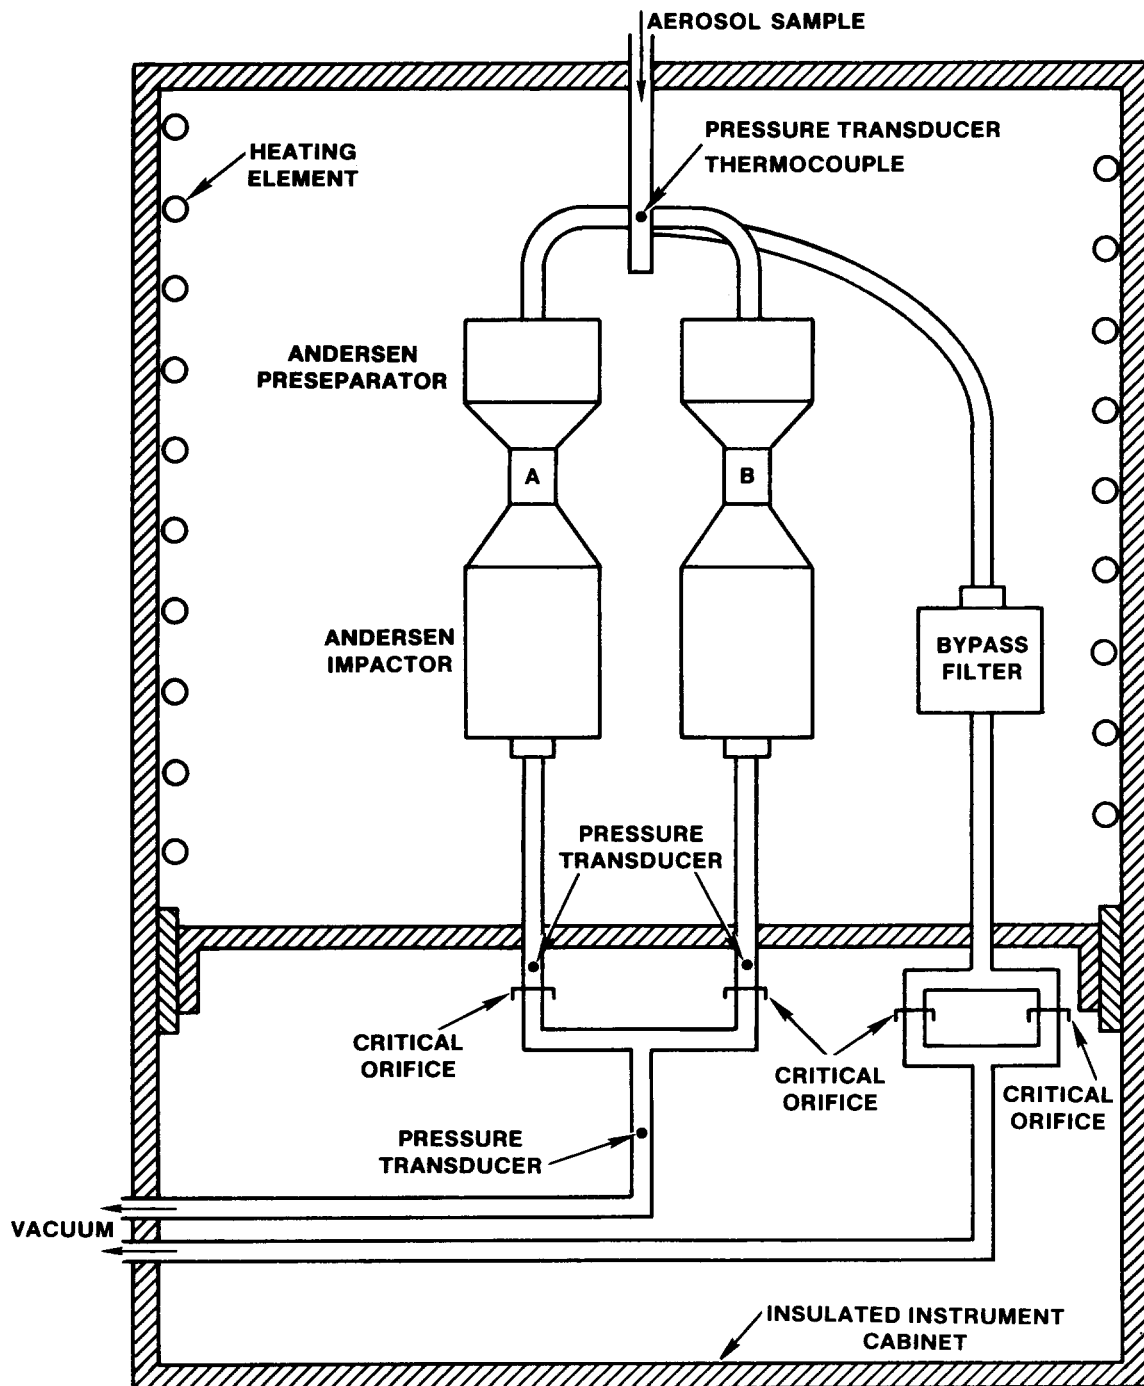 AEROSOL SAMPLE
PRESSURE TRANSDUCER
THERMOCOUPLE
HEATING
ELEMENT
ANDERSEN
PRESEPARATOR
A
B
ANDERSEN
IMPACTOR
BYPASS
FILTER
PRESSURE
TRANSDUCER
CRITICAL
ORIFICE
CRITICAL
ORIFICE
CRITICAL
ORIFICE
PRESSURE
TRANSDUCER
VACUUM
INSULATED INSTRUMENT
CABINET